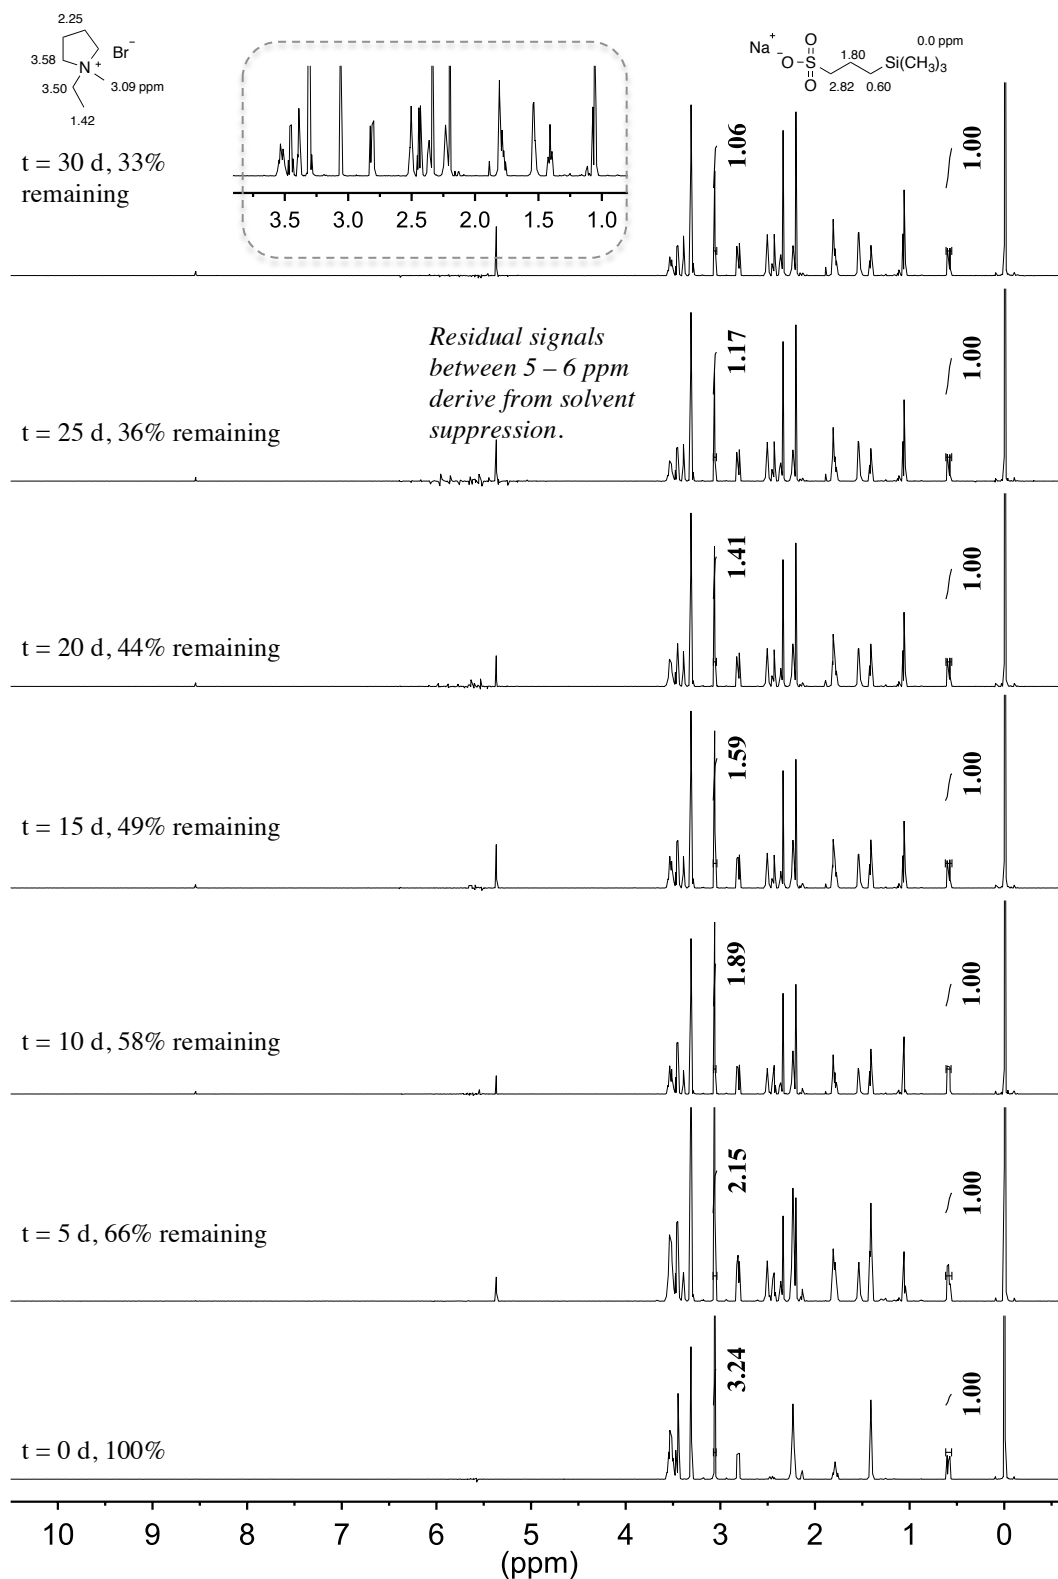 2.25
Br−
3.58
N+
3.50
3.09 ppm
1.42
3.5 3.0 2.5 2.0 1.5 1.0
Na+
O
−O S
O
1.80
0.0 ppm
Si(CH3)3
2.82 0.60
t = 30 d, 33%
remaining
1.06
1.00
Residual signals
between 5 – 6 ppm
derive from solvent
suppression.
t = 25 d, 36% remaining
1.17
1.00
t = 20 d, 44% remaining
1.41
1.00
t = 15 d, 49% remaining
1.59
1.00
t = 10 d, 58% remaining
1.89
1.00
t = 5 d, 66% remaining
2.15
1.00
t = 0 d, 100%
3.24
1.00
10 9 8 7 6 5 4 3 2 1 0
(ppm)